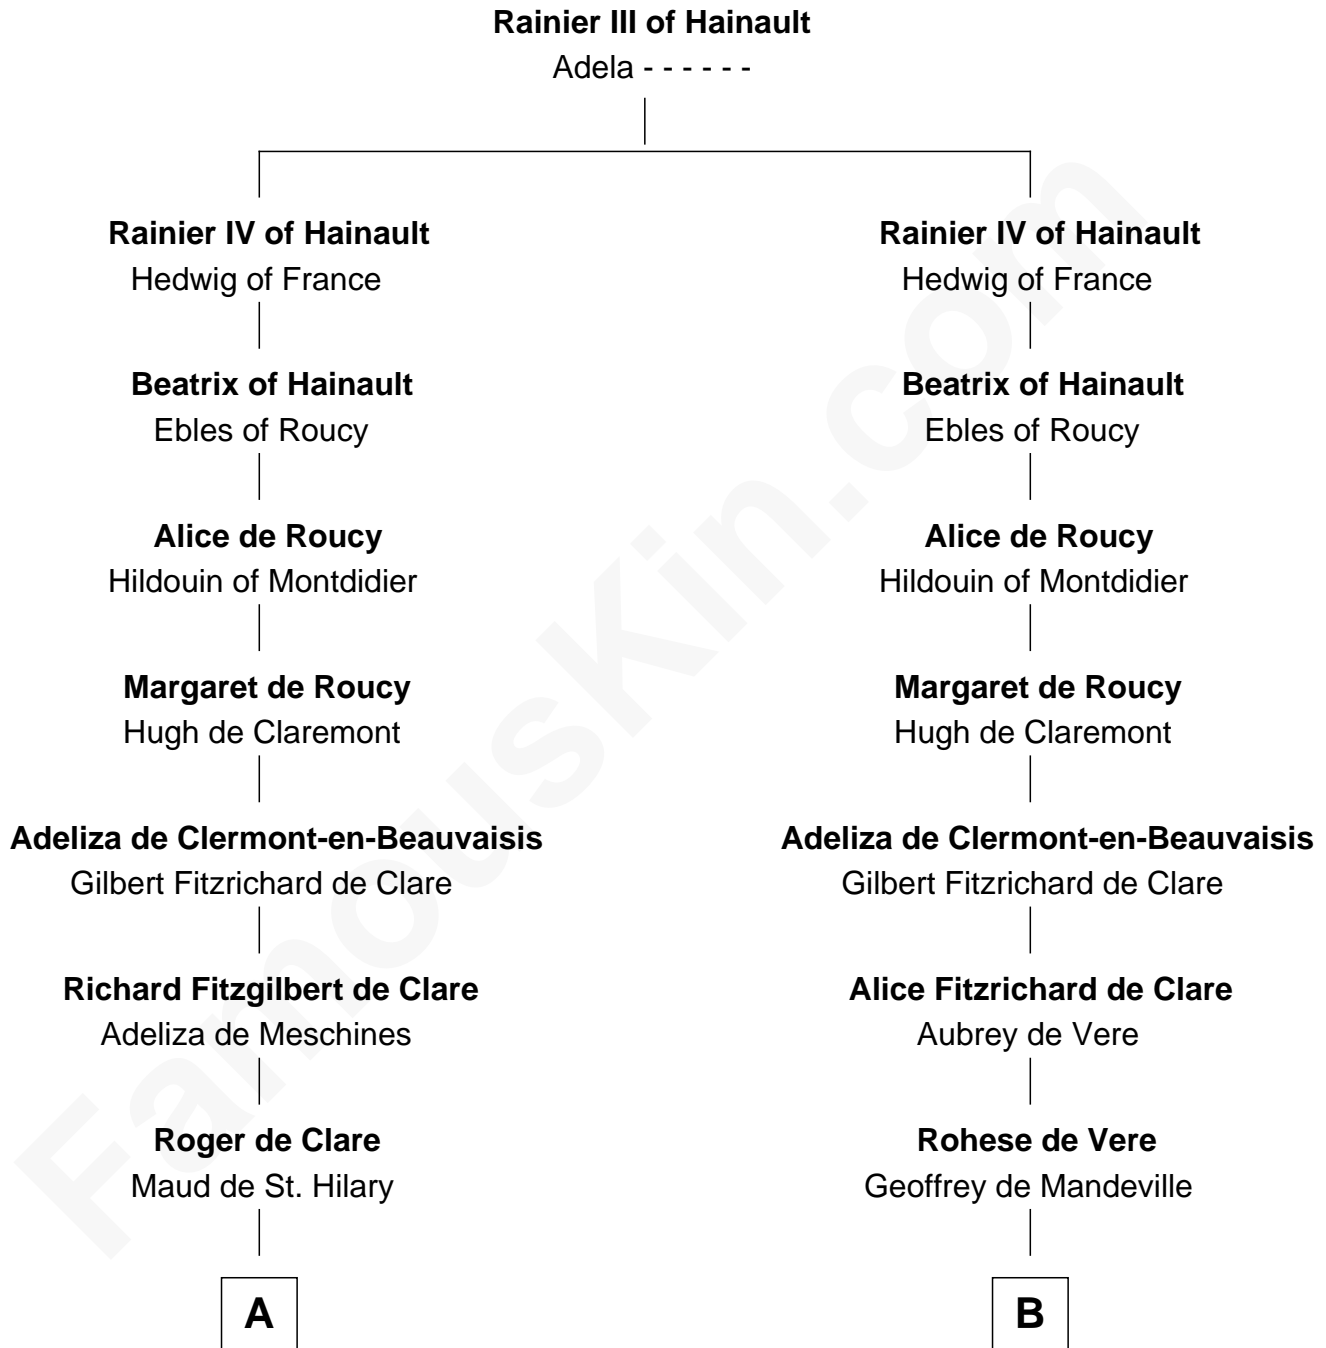 Rainier III of Hainault
Adela - - - - - -
Rainier IV of Hainault
Hedwig of France
Beatrix of Hainault
Ebles of Roucy
Alice de Roucy
Hildouin of Montdidier
Margaret de Roucy
Hugh de Claremont
Adeliza de Clermont-en-Beauvaisis
Gilbert Fitzrichard de Clare
Richard Fitzgilbert de Clare
Adeliza de Meschines
Roger de Clare
Maud de St. Hilary
A
Rainier IV of Hainault
Hedwig of France
Beatrix of Hainault
Ebles of Roucy
Alice de Roucy
Hildouin of Montdidier
Margaret de Roucy
Hugh de Claremont
Adeliza de Clermont-en-Beauvaisis
Gilbert Fitzrichard de Clare
Alice Fitzrichard de Clare
Aubrey de Vere
Rohese de Vere
Geoffrey de Mandeville
B
FamousKin.com